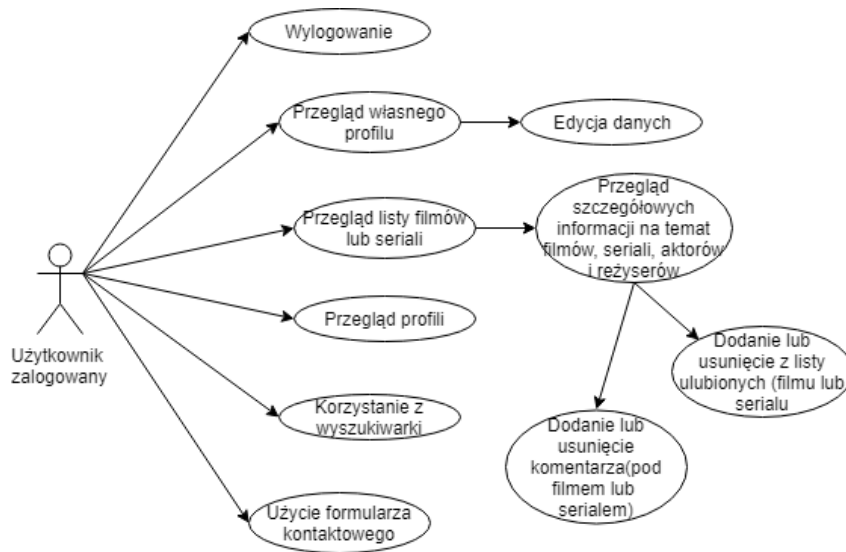 Wylogowanie
Przegląd własnego
profilu
Edycja danych
Przegląd listy filmów
lub seriali
Przegląd
szczegółowych
informacji na temat
filmów, seriali, aktorów
i reżyserów
Przegląd profili
Użytkownik
zalogowany
Dodanie lub
usunięcie z listy
ulubionych (filmu lub
serialu
Korzystanie z
wyszukiwarki
Dodanie lub
usunięcie
komentarza(pod
filmem lub
serialem)
Użycie formularza
kontaktowego